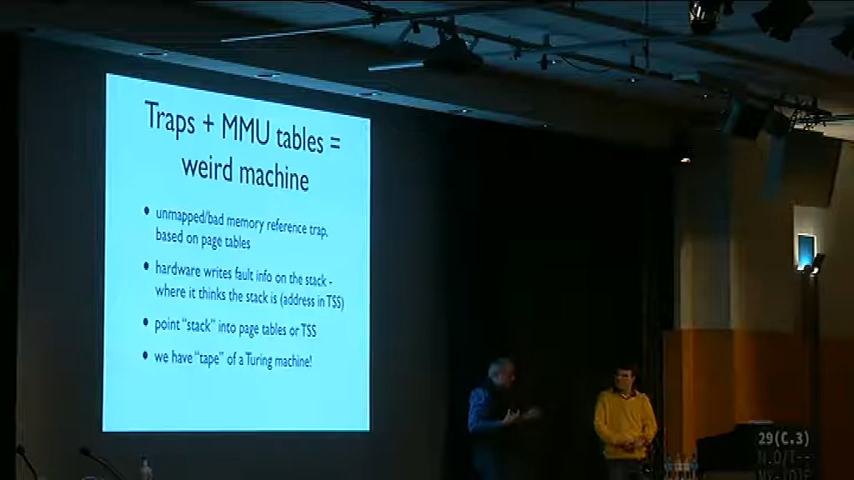 Traps + MMU tables =
weird machine
• unmapped/bad memory reference trap,
based on page tables
• hardware writes fault info on the stack -
where it thinks the stack is (address in TSS)
• point "stack" into page tables or TSS
• we have "tape" of a Turing machine!
29(C.3)
N.O/T--